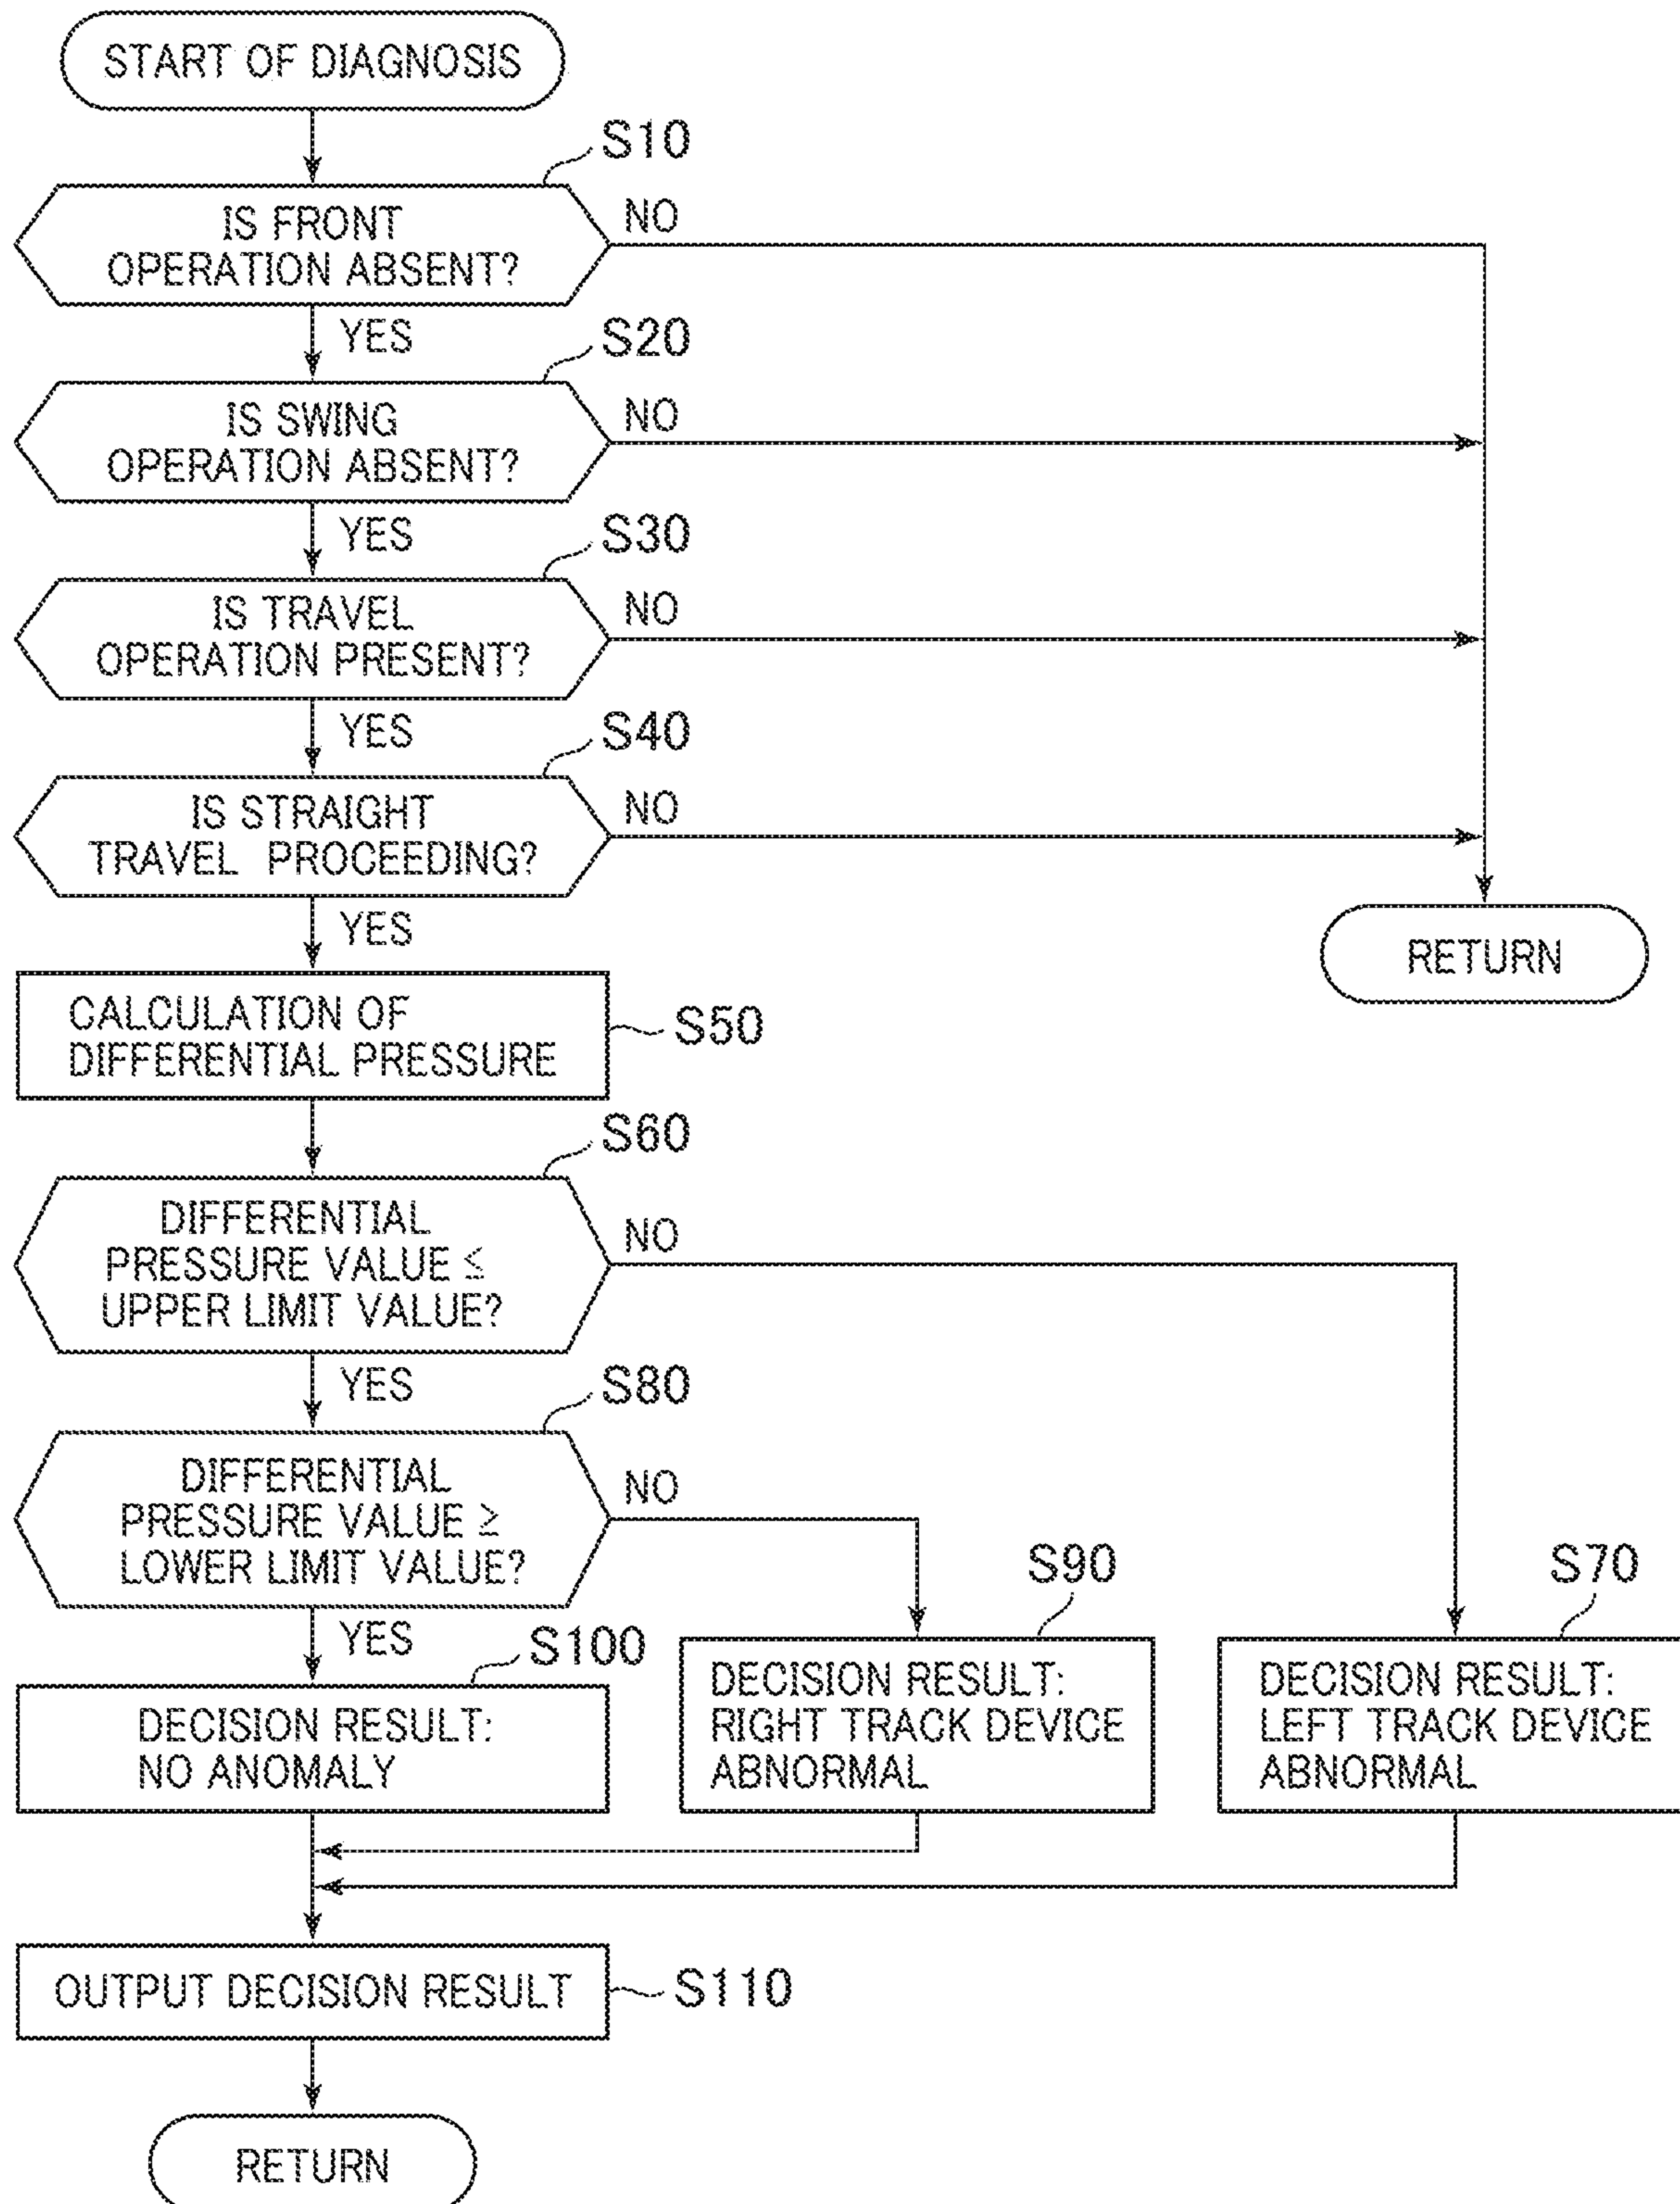 START OF DIAGNOSIS
S10
IS FRONT
OPERATION ABSENT?
NO
YES
S20
IS SWING
OPERATION ABSENT?
NO
YES
S30
IS TRAVEL
OPERATION PRESENT?
NO
YES
S40
IS STRAIGHT
TRAVEL PROCEEDING?
NO
YES
RETURN
CALCULATION OF
DIFFERENTIAL PRESSURE
S50
S60
DIFFERENTIAL
PRESSURE VALUE ≤
UPPER LIMIT VALUE?
NO
YES
S80
DIFFERENTIAL
PRESSURE VALUE ≥
LOWER LIMIT VALUE?
NO
YES
S100
DECISION RESULT:
NO ANOMALY
S90
DECISION RESULT:
RIGHT TRACK DEVICE
ABNORMAL
S70
DECISION RESULT:
LEFT TRACK DEVICE
ABNORMAL
OUTPUT DECISION RESULT
S110
RETURN